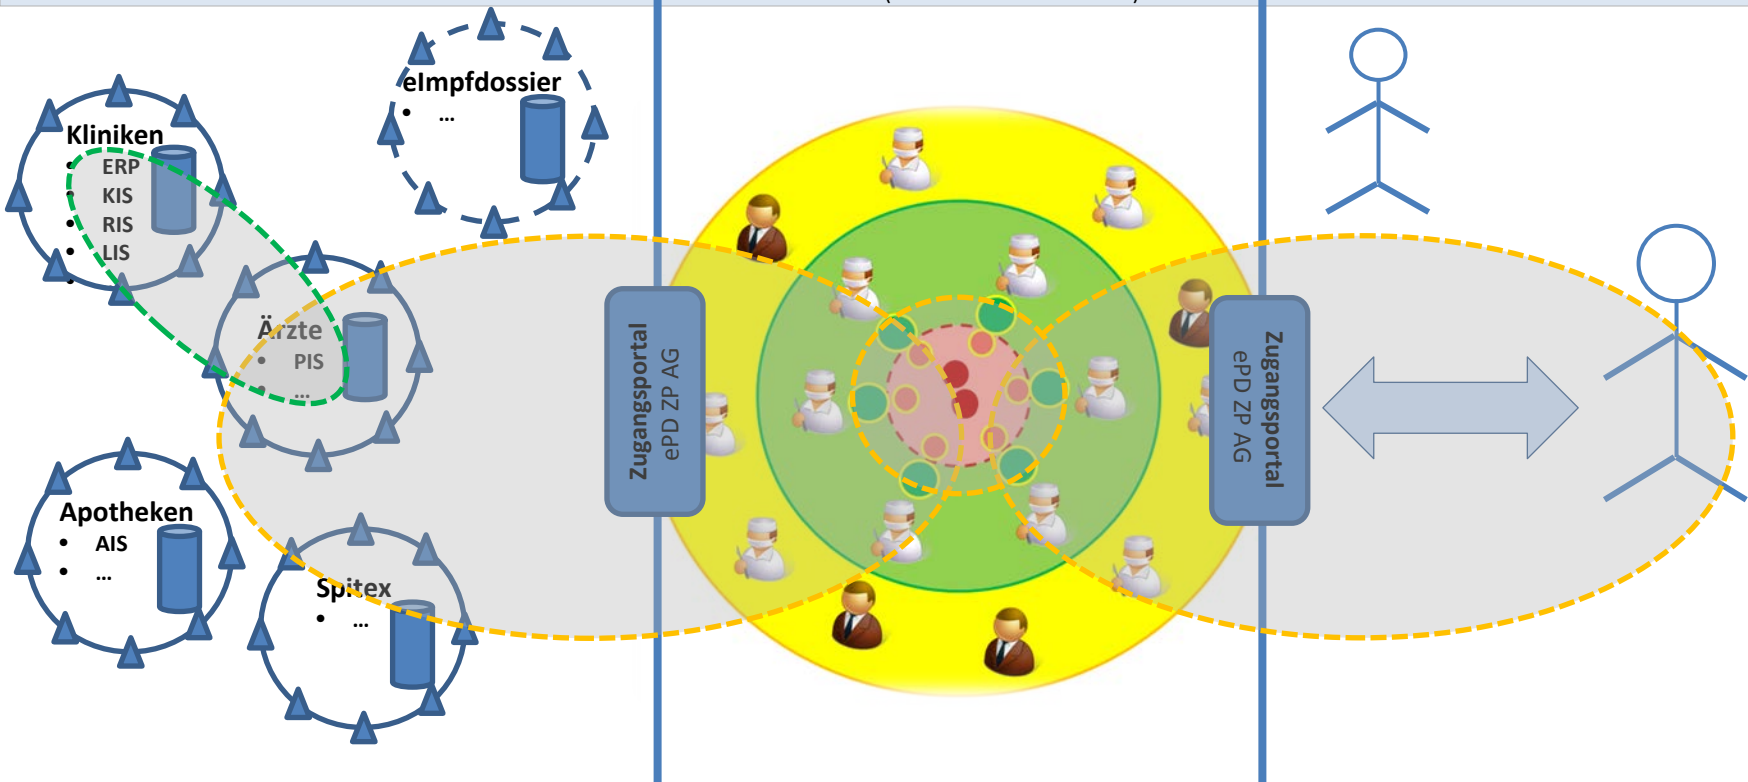 eImpfdossier
• ...
Kliniken
• ERP
• KIS
• RIS
• LIS
•
Ärzte
• PIS
• ...
Apotheken
• AIS
• ...
Spitex
• ...
Zugangsportal
ePD ZP AG
Zugangsportal
ePD ZP AG